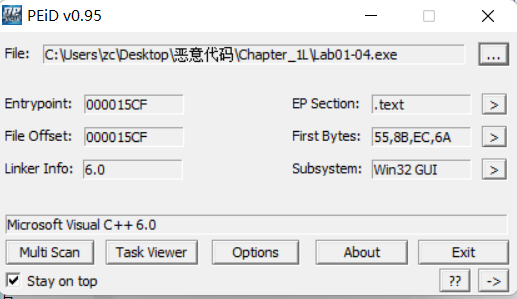 PEiD v0.95
File: C:\Users\zc\Desktop\恶意代码\Chapter_1L\Lab01-04.exe ...
Entrypoint: 000015CF EP Section: .text >
File Offset: 000015CF First Bytes: 55,8B,EC,6A >
Linker Info: 6.0 Subsystem: Win32 GUI >
Microsoft Visual C++ 6.0
Multi Scan Task Viewer Options About Exit
Stay on top ?? ->